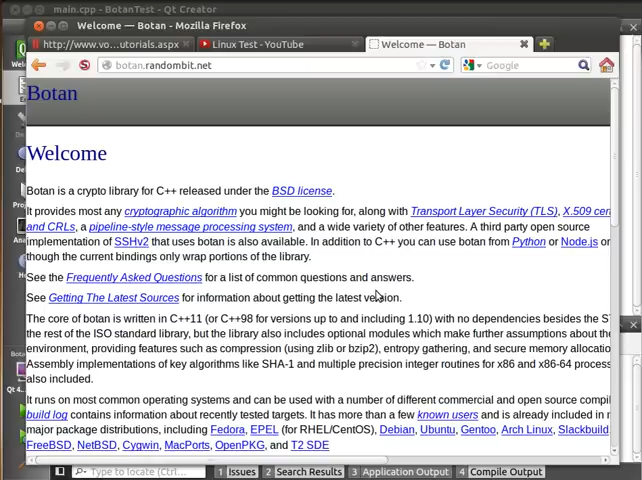 main.cpp - BotanTest - Qt Creator
Welcome — Botan - Mozilla Firefox
http://www.vo...utorials.aspx
Linux Test - YouTube
Welcome — Botan
botan.randombit.net
Google
Botan
Welcome
Botan is a crypto library for C++ released under the BSD license.
It provides most any cryptographic algorithm you might be looking for, along with Transport Layer Security (TLS), X.509 cert
and CRLs, a pipeline-style message processing system, and a wide variety of other features. A third party open source
implementation of SSHv2 that uses botan is also available. In addition to C++ you can use botan from Python or Node.js
though the current bindings only wrap portions of the library.
See the Frequently Asked Questions for a list of common questions and answers.
See Getting The Latest Sources for information about getting the latest version.
The core of botan is written in C++11 (or C++98 for versions up to and including 1.10) with no dependencies besides the ST
the rest of the ISO standard library, but the library also includes optional modules which make further assumptions about the
environment, providing features such as compression (using zlib or bzip2), entropy gathering, and secure memory allocatio
Assembly implementations of key algorithms like SHA-1 and multiple precision integer routines for x86 and x86-64 process
also included.
It runs on most common operating systems and can be used with a number of different commercial and open source compil
build log contains information about recently tested targets. It has more than a few known users and is already included in
major package distributions, including Fedora, EPEL (for RHEL/CentOS), Debian, Ubuntu, Gentoo, Arch Linux, Slackbuild
FreeBSD, NetBSD, Cygwin, MacPorts, OpenPKG, and T2 SDE
Type to locate (Ctrl+...
1 Issues
2 Search Results
3 Application Output
4 Compile Output